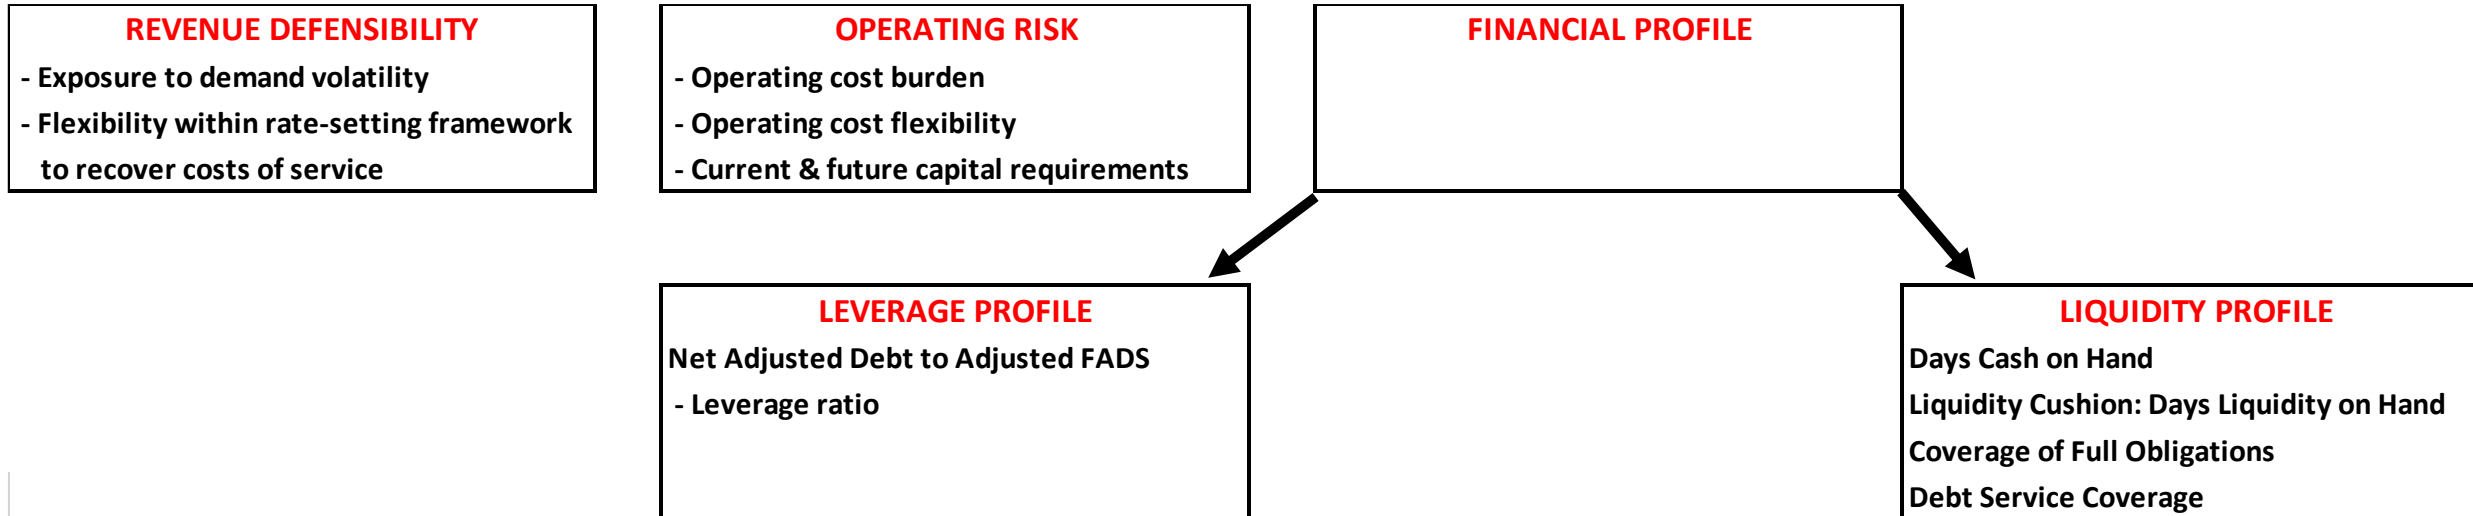 REVENUE DEFENSIBILITY
- Exposure to demand volatility
- Flexibility within rate-setting framework
to recover costs of service
OPERATING RISK
- Operating cost burden
- Operating cost flexibility
- Current & future capital requirements
FINANCIAL PROFILE
LEVERAGE PROFILE
Net Adjusted Debt to Adjusted FADS
- Leverage ratio
LIQUIDITY PROFILE
Days Cash on Hand
Liquidity Cushion: Days Liquidity on Hand
Coverage of Full Obligations
Debt Service Coverage